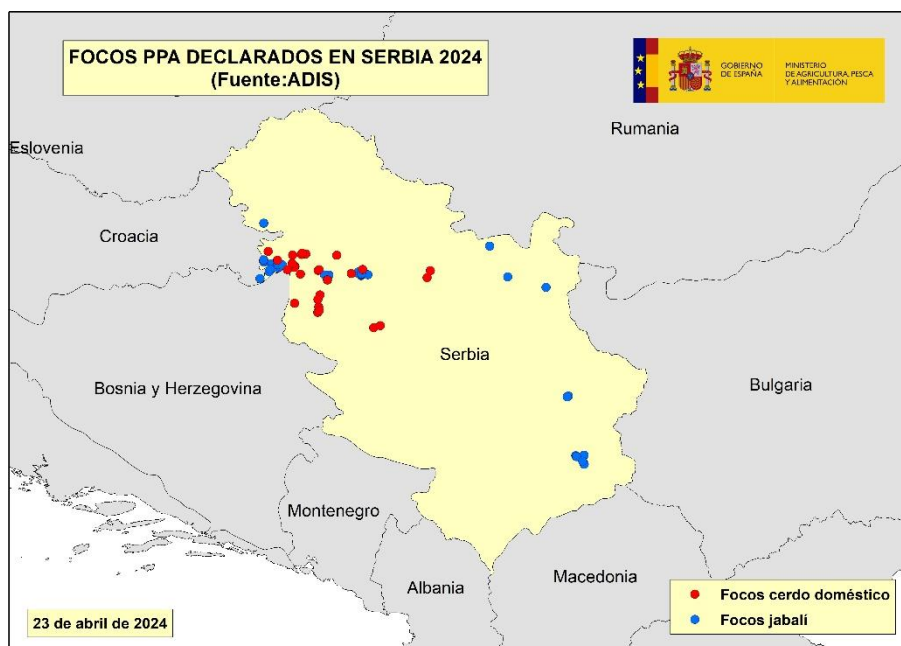 FOCOS PPA DECLARADOS EN SERBIA 2024
(Fuente:ADIS)
GOBIERNO
DE ESPAÑA
MINISTERIO
DE AGRICULTURA, PESCA
Y ALIMENTACIÓN
Rumania
Eslovenia
Croacia
Serbia
Bosnia y Herzegovina
Bulgaria
Montenegro
Albania
Macedonia
Focos cerdo doméstico
Focos jabalí
23 de abril de 2024